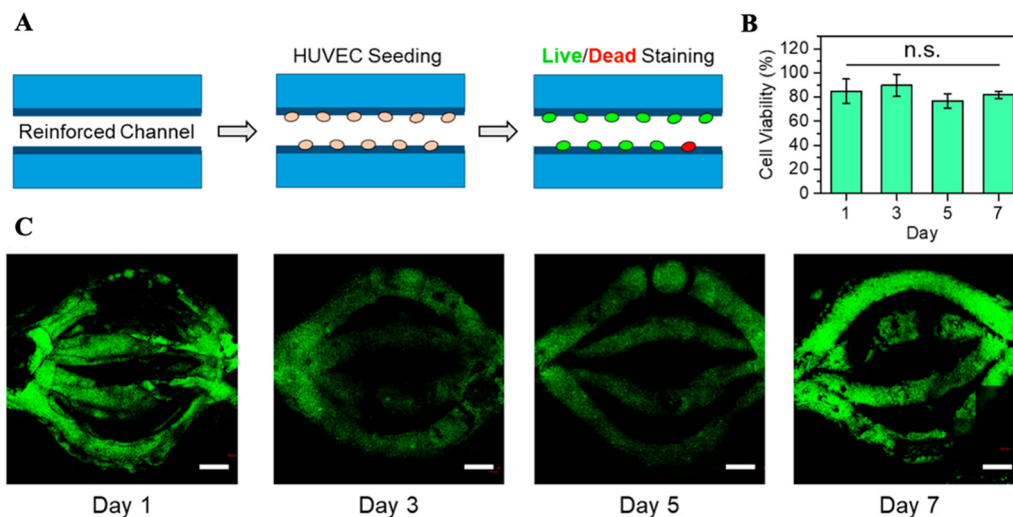 A
Reinforced Channel
HUVEC Seeding
Live/Dead Staining
B
Cell Viability (%)
120
100
80
60
40
20
0
n.s.
1 3 5 7
Day
C
Day 1
Day 3
Day 5
Day 7